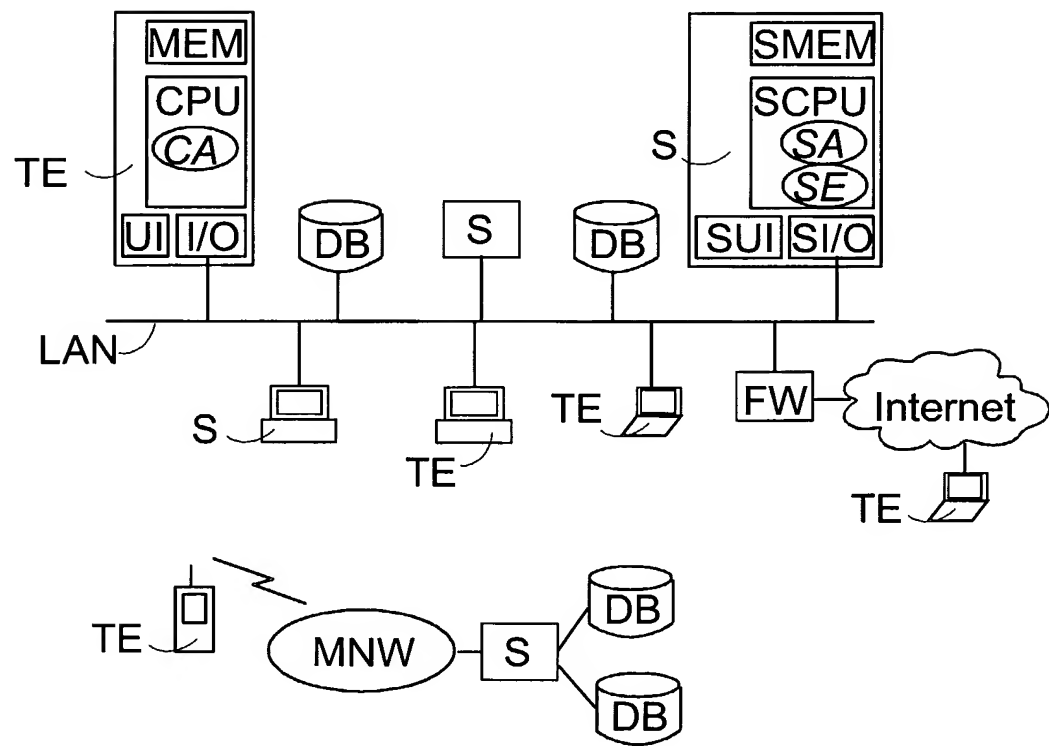 MEM
CPU
CA
TE
UI
I/O
DB
S
DB
SMEM
SCPU
SA
SE
S
SUI
SI/O
LAN
S
TE
TE
FW
Internet
TE
TE
MNW
S
DB
DB